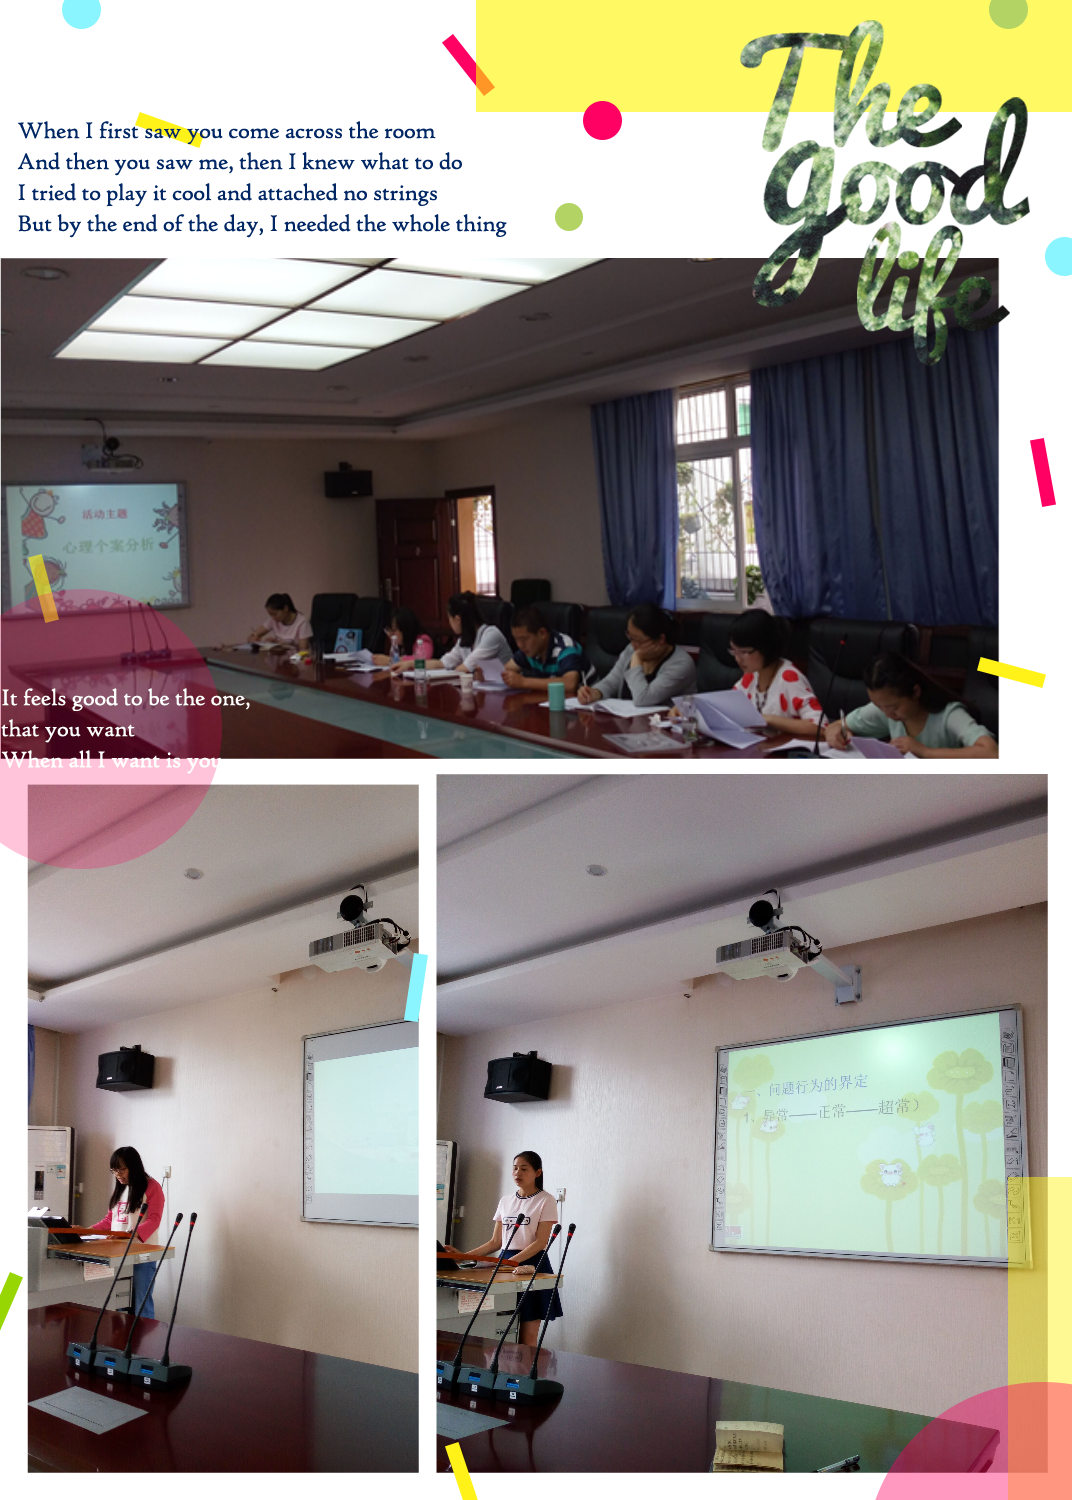 The
good
life
When I first saw you come across the room
And then you saw me, then I knew what to do
I tried to play it cool and attached no strings
But by the end of the day, I needed the whole thing
活动主题
心理个案分析
It feels good to be the one,
that you want
When all I want is you
、问题行为的界定
1、异常——正常——超常）